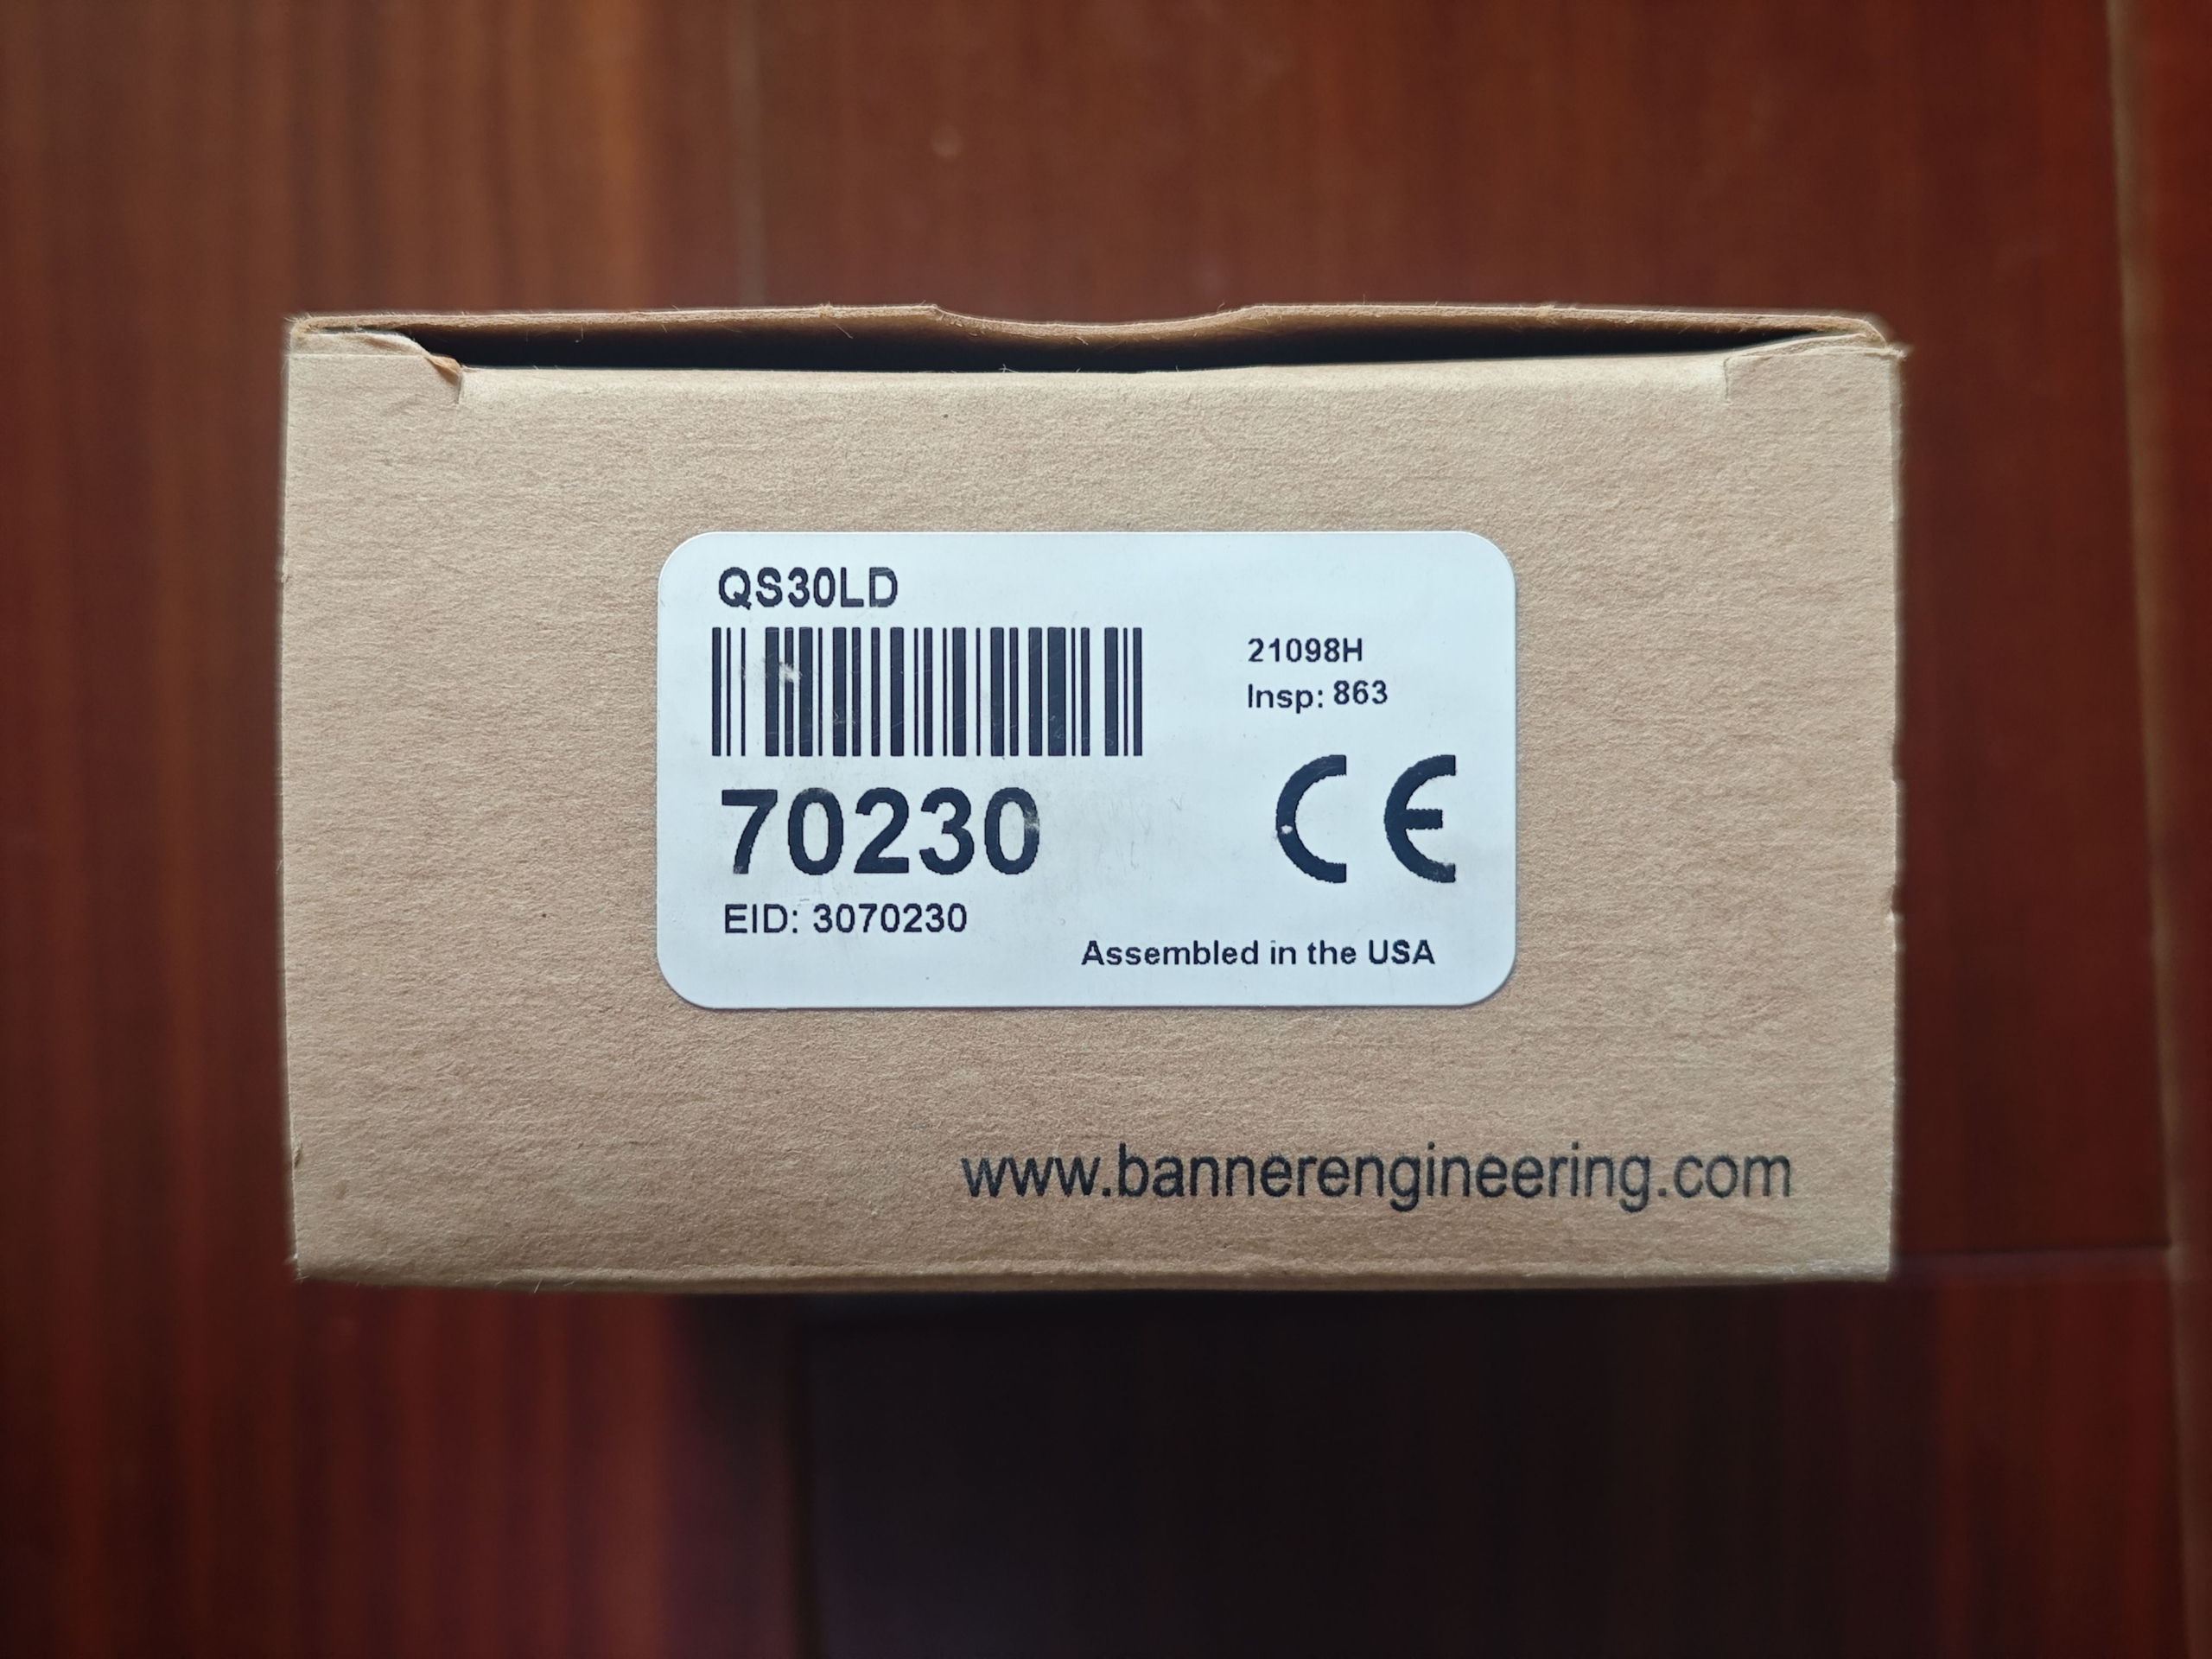 QS30LD
21098H
Insp: 863
70230
CE
EID: 3070230
Assembled in the USA
www.bannerengineering.com